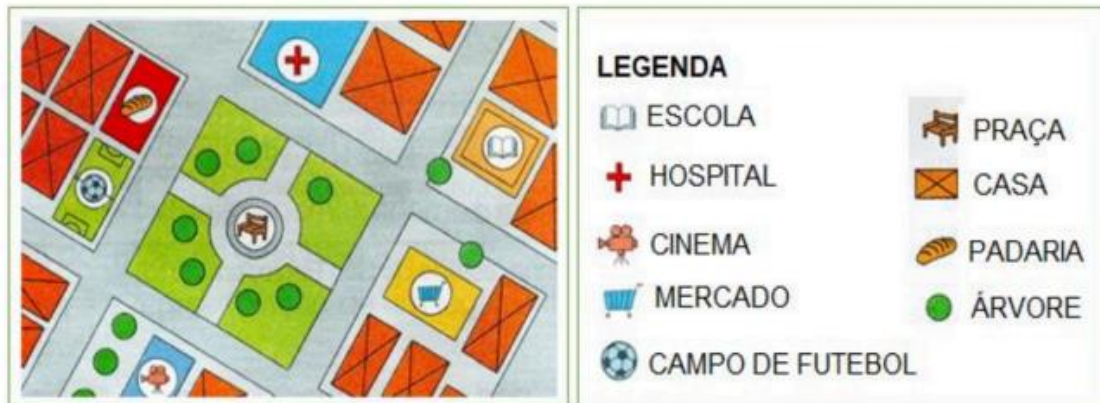 LEGENDA
ESCOLA
HOSPITAL
CINEMA
MERCADO
CAMPO DE FUTEBOL
PRAÇA
CASA
PADARIA
ÁRVORE